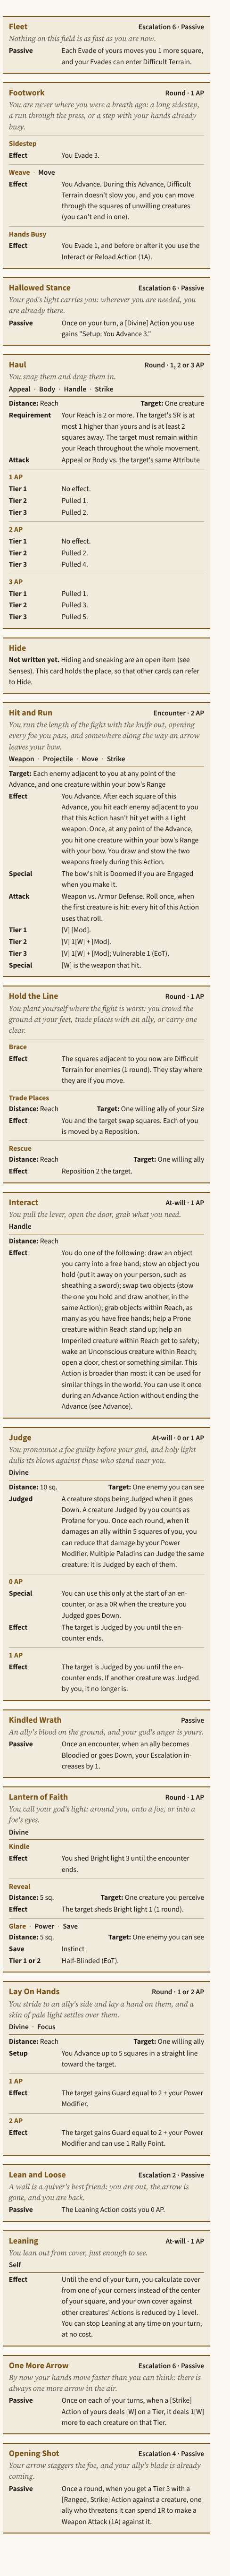 Fleet Escalation 6 · Passive
Nothing on this field is as fast as you are now.
Passive Each Evade of yours moves you 1 more square,
and your Evades can enter Difficult Terrain.
Footwork Round · 1 AP
You are never where you were a breath ago: a long sidestep,
a run through the press, or a step with your hands already
busy.
Sidestep
Effect You Evade 3.
Weave · Move
Effect You Advance. During this Advance, Difficult
Terrain doesn't slow you, and you can move
through the squares of unwilling creatures
(you can't end in one).
Hands Busy
Effect You Evade 1, and before or after it you use the
Interact or Reload Action (1A).
Hallowed Stance Escalation 6 · Passive
Your god's light carries you: wherever you are needed, you
are already there.
Passive Once on your turn, a [Divine] Action you use
gains "Setup: You Advance 3."
Haul Round · 1, 2 or 3 AP
You snag them and drag them in.
Appeal · Body · Handle · Strike
Distance: Reach Target: One creature
Requirement Your Reach is 2 or more. The target's SR is at
most 1 higher than yours and is at least 2
squares away. The target must remain within
your Reach throughout the whole movement.
Attack Appeal or Body vs. the target's same Attribute
1 AP
Tier 1 No effect.
Tier 2 Pulled 1.
Tier 3 Pulled 2.
2 AP
Tier 1 No effect.
Tier 2 Pulled 2.
Tier 3 Pulled 4.
3 AP
Tier 1 Pulled 1.
Tier 2 Pulled 3.
Tier 3 Pulled 5.
Hide
Not written yet. Hiding and sneaking are an open item (see
Senses). This card holds the place, so that other cards can refer
to Hide.
Hit and Run Encounter · 2 AP
You run the length of the fight with the knife out, opening
every foe you pass, and somewhere along the way an arrow
leaves your bow.
Weapon · Projectile · Move · Strike
Target: Each enemy adjacent to you at any point of the
Advance, and one creature within your bow's Range
Effect You Advance. After each square of this
Advance, you hit each enemy adjacent to you
that this Action hasn't hit yet with a Light
weapon. Once, at any point of the Advance,
you hit one creature within your bow's Range
with your bow. You draw and stow the two
weapons freely during this Action.
Special The bow's hit is Doomed if you are Engaged
when you make it.
Attack Weapon vs. Armor Defense. Roll once, when
the first creature is hit: every hit of this Action
uses that roll.
Tier 1 [V] [Mod].
Tier 2 [V] 1[W] + [Mod].
Tier 3 [V] 1[W] + [Mod]; Vulnerable 1 (EoT).
Special [W] is the weapon that hit.
Hold the Line Round · 1 AP
You plant yourself where the fight is worst: you crowd the
ground at your feet, trade places with an ally, or carry one
clear.
Brace
Effect The squares adjacent to you now are Difficult
Terrain for enemies (1 round). They stay where
they are if you move.
Trade Places
Distance: Reach Target: One willing ally of your Size
Effect You and the target swap squares. Each of you
is moved by a Reposition.
Rescue
Distance: Reach Target: One willing ally
Effect Reposition 2 the target.
Interact At-will · 1 AP
You pull the lever, open the door, grab what you need.
Handle
Distance: Reach
Effect You do one of the following: draw an object
you carry into a free hand; stow an object you
hold (put it away on your person, such as
sheathing a sword); swap two objects (stow
the one you hold and draw another, in the
same Action); grab objects within Reach, as
many as you have free hands; help a Prone
creature within Reach stand up; help an
Imperiled creature within Reach get to safety;
wake an Unconscious creature within Reach;
open a door, chest or something similar. This
Action is broader than most: it can be used for
similar things in the world. You can use it once
during an Advance Action without ending the
Advance (see Advance).
Judge At-will · 0 or 1 AP
You pronounce a foe guilty before your god, and holy light
dulls its blows against those who stand near you.
Divine
Distance: 10 sq. Target: One enemy you can see
Judged A creature stops being Judged when it goes
Down. A creature Judged by you counts as
Profane for you. Once each round, when it
damages an ally within 5 squares of you, you
can reduce that damage by your Power
Modifier. Multiple Paladins can Judge the same
creature: it is Judged by each of them.
0 AP
Special You can use this only at the start of an en-
counter, or as a 0R when the creature you
Judged goes Down.
Effect The target is Judged by you until the en-
counter ends.
1 AP
Effect The target is Judged by you until the en-
counter ends. If another creature was Judged
by you, it no longer is.
Kindled Wrath Passive
An ally's blood on the ground, and your god's anger is yours.
Passive Once an encounter, when an ally becomes
Bloodied or goes Down, your Escalation in-
creases by 1.
Lantern of Faith Round · 1 AP
You call your god's light: around you, onto a foe, or into a
foe's eyes.
Divine
Kindle
Effect You shed Bright light 3 until the encounter
ends.
Reveal
Distance: 5 sq. Target: One creature you perceive
Effect The target sheds Bright light 1 (1 round).
Glare · Power · Save
Distance: 5 sq. Target: One enemy you can see
Save Instinct
Tier 1 or 2 Half-Blinded (EoT).
Lay On Hands Round · 1 or 2 AP
You stride to an ally's side and lay a hand on them, and a
skin of pale light settles over them.
Divine · Focus
Distance: Reach Target: One willing ally
Setup You Advance up to 5 squares in a straight line
toward the target.
1 AP
Effect The target gains Guard equal to 2 + your Power
Modifier.
2 AP
Effect The target gains Guard equal to 2 + your Power
Modifier and can use 1 Rally Point.
Lean and Loose Escalation 2 · Passive
A wall is a quiver's best friend: you are out, the arrow is
gone, and you are back.
Passive The Leaning Action costs you 0 AP.
Leaning At-will · 1 AP
You lean out from cover, just enough to see.
Self
Effect Until the end of your turn, you calculate cover
from one of your corners instead of the center
of your square, and your own cover against
other creatures' Actions is reduced by 1 level.
You can stop Leaning at any time on your turn,
at no cost.
One More Arrow Escalation 6 · Passive
By now your hands move faster than you can think: there is
always one more arrow in the air.
Passive Once on each of your turns, when a [Strike]
Action of yours deals [W] on a Tier, it deals 1[W]
more to each creature on that Tier.
Opening Shot Escalation 4 · Passive
Your arrow staggers the foe, and your ally's blade is already
coming.
Passive Once a round, when you get a Tier 3 with a
[Ranged, Strike] Action against a creature, one
ally who threatens it can spend 1R to make a
Weapon Attack (1A) against it.